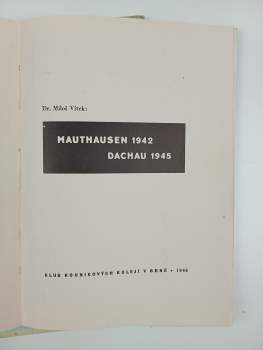 Dr. Miloš Vítek:
MAUTHAUSEN 1942
DACHAU 1945
KLUB KOUNICOVÝCH KOLEJÍ V BRNĚ • 1946